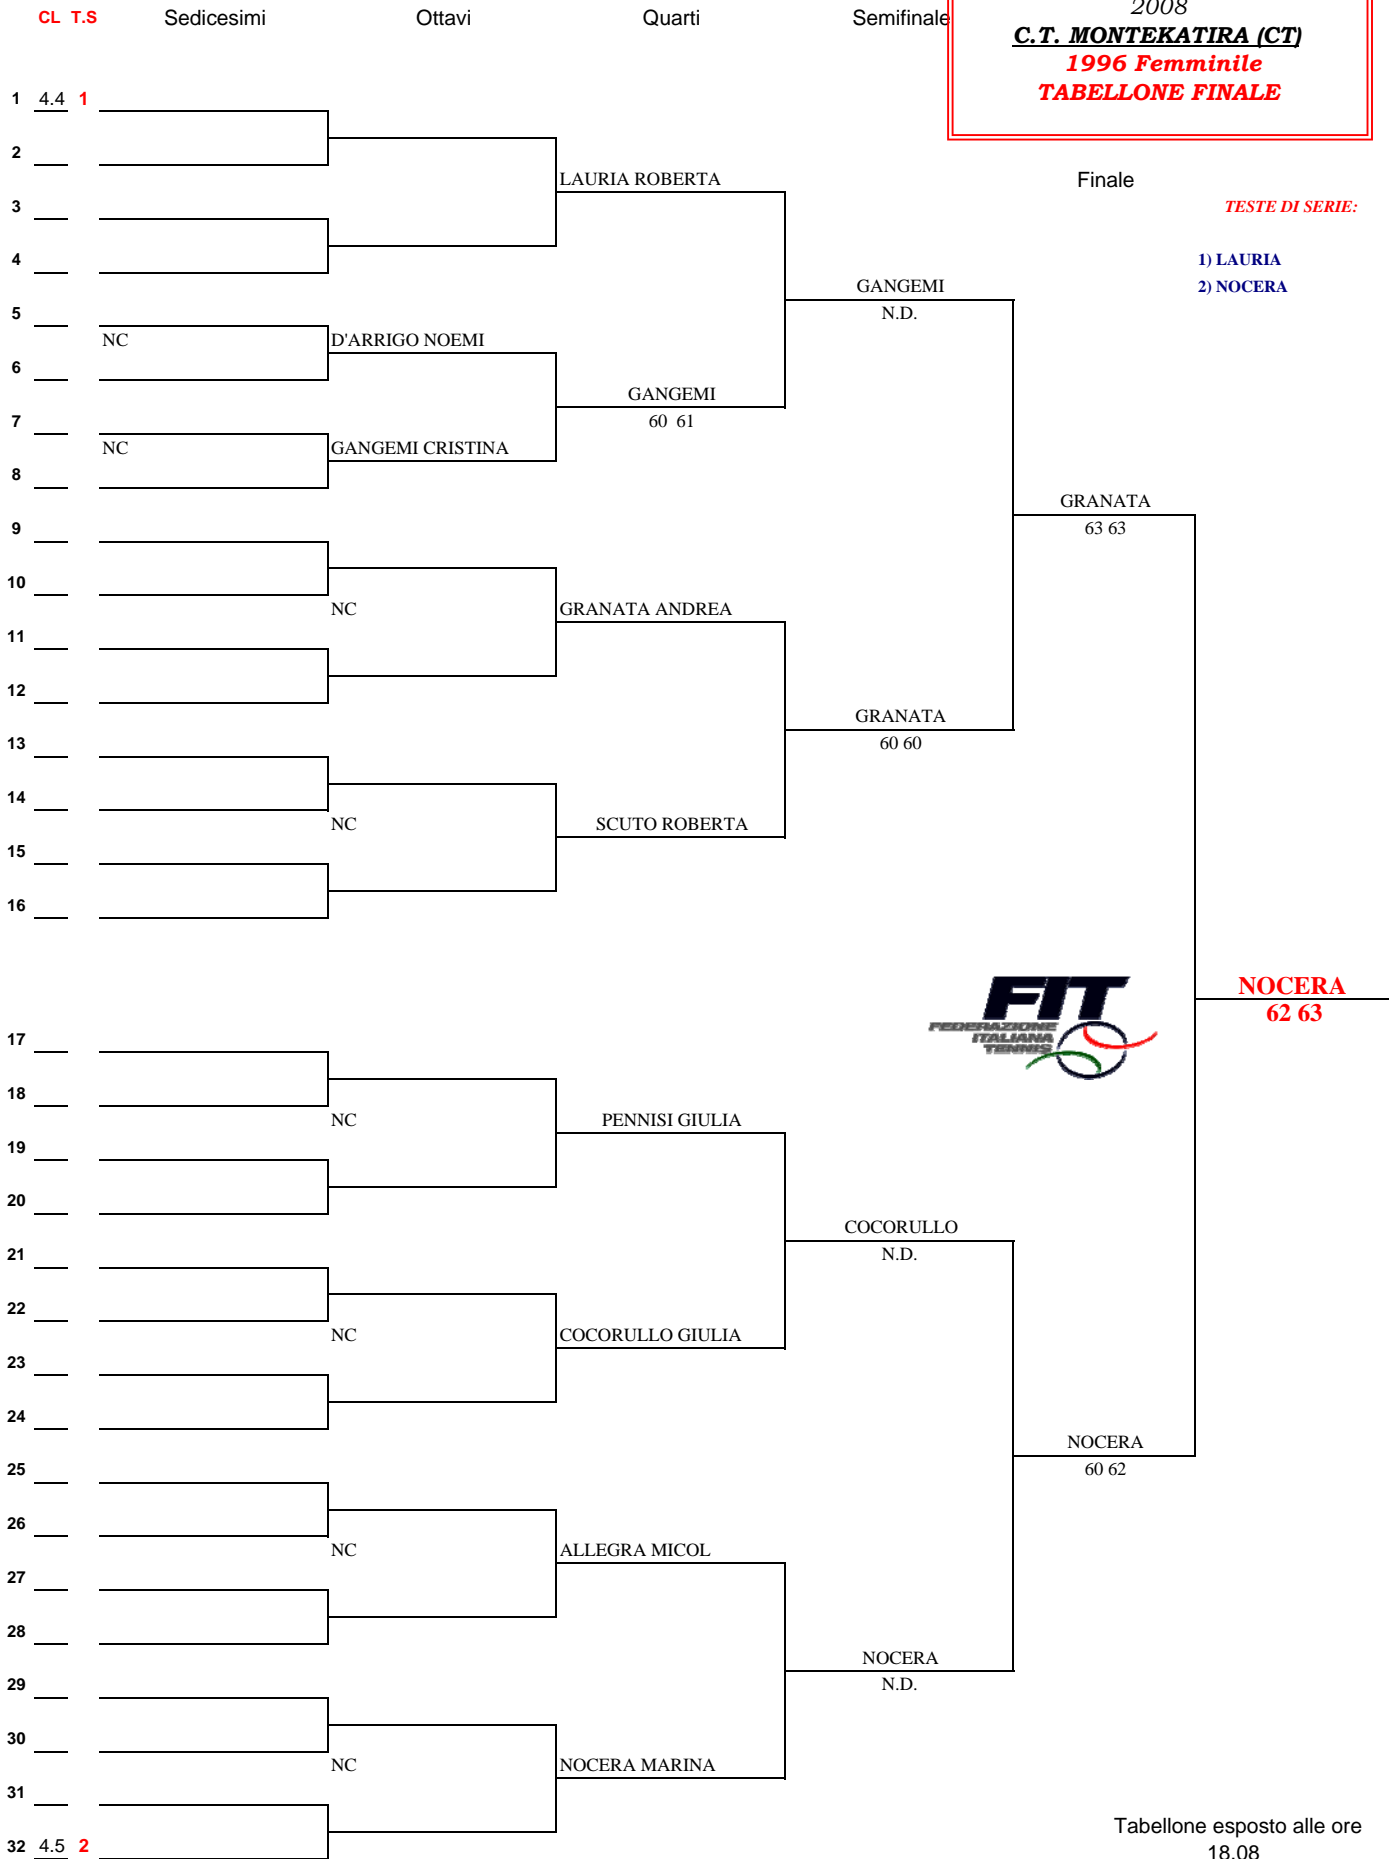 CL T.S Sedicesimi Ottavi Quarti Semifinale
2008
C.T. MONTEKATIRA (CT)
1996 Femminile
TABELLONE FINALE
1 4.4 1
2
LAURIA ROBERTA
Finale
3
TESTE DI SERIE:
4
1) LAURIA
GANGEMI
2) NOCERA
5
N.D.
NC
D'ARRIGO NOEMI
6
GANGEMI
7
60 61
NC
GANGEMI CRISTINA
8
GRANATA
9
63 63
10
NC
GRANATA ANDREA
11
12
GRANATA
13
60 60
14
NC
SCUTO ROBERTA
15
16
FIT
FEDERAZIONE
ITALIANA
TENNIS
NOCERA
62 63
17
18
NC
PENNISI GIULIA
19
20
COCORULLO
21
N.D.
22
NC
COCORULLO GIULIA
23
24
NOCERA
25
60 62
26
NC
ALLEGRA MICOL
27
28
NOCERA
29
N.D.
30
NC
NOCERA MARINA
31
Tabellone esposto alle ore
32 4.5 2
18.08